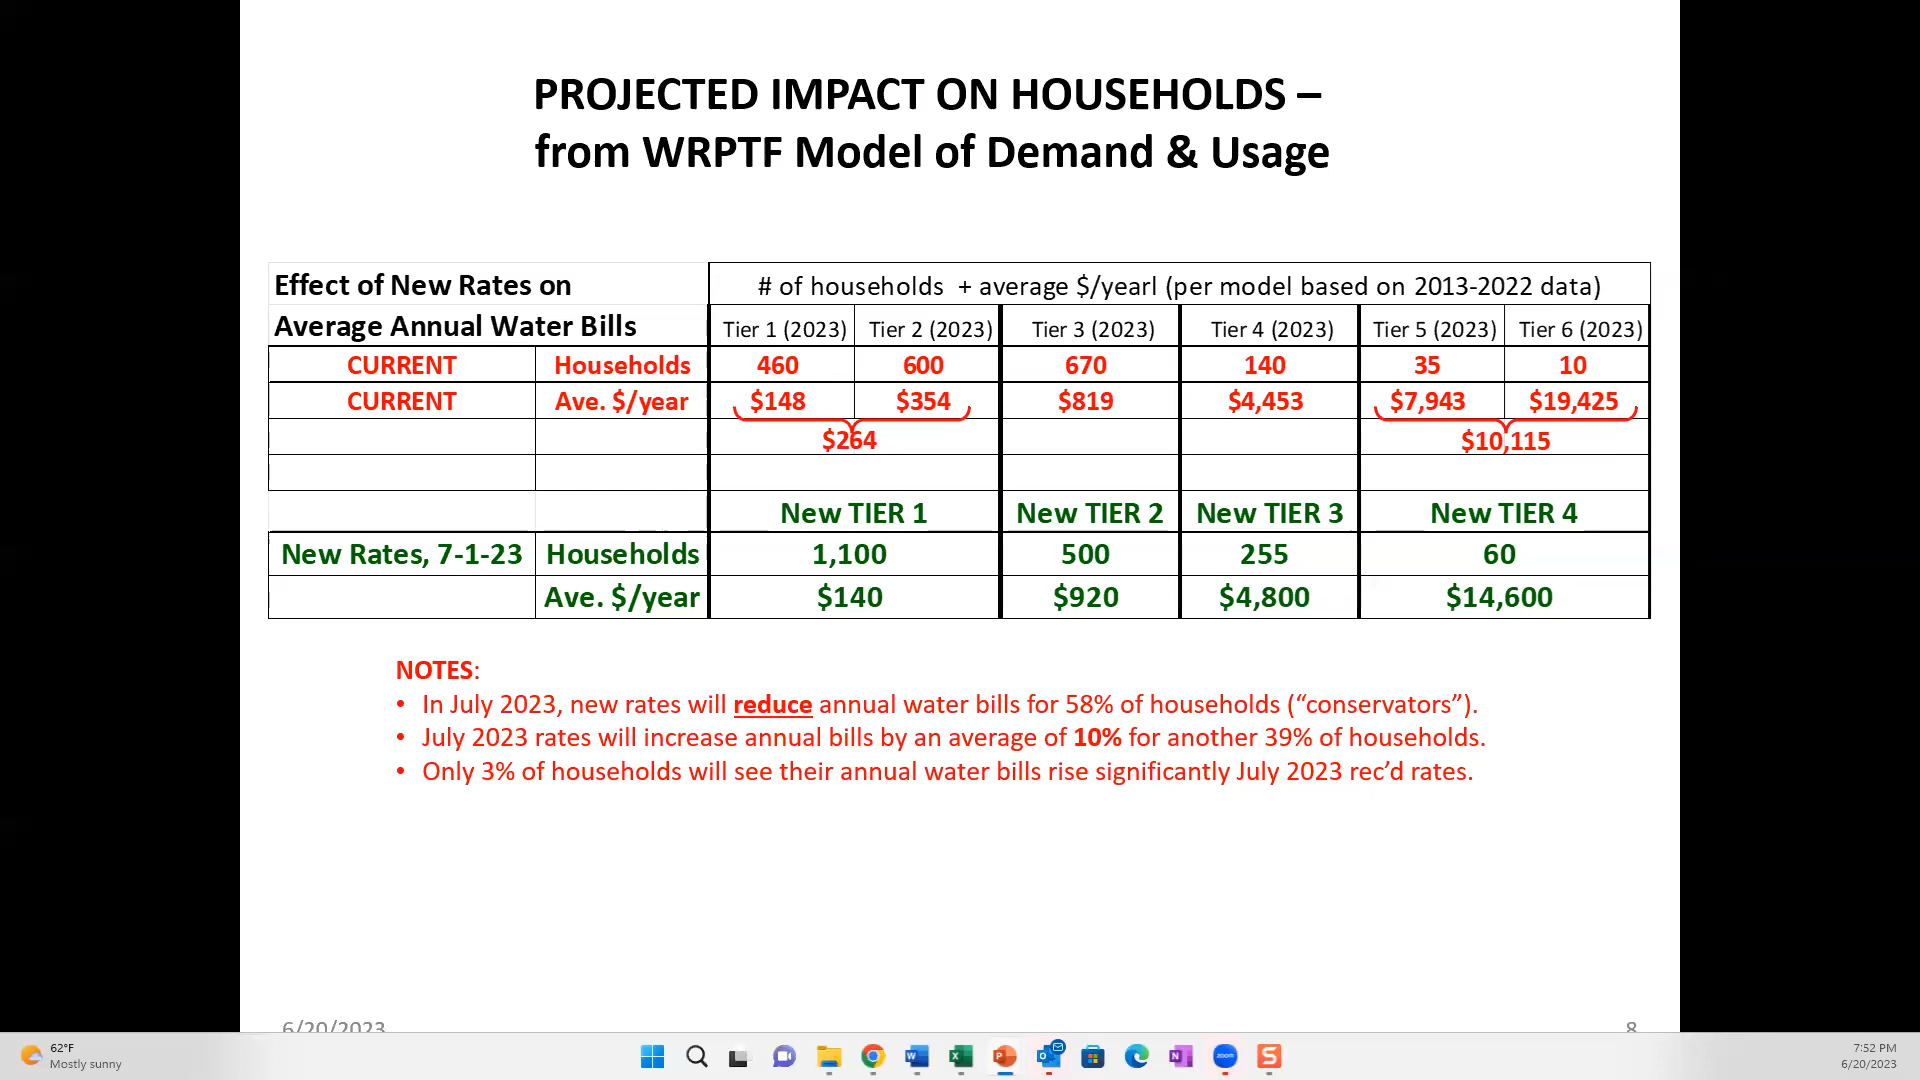 PROJECTED IMPACT ON HOUSEHOLDS –
from WRPTF Model of Demand & Usage
Effect of New Rates on # of households + average $/yearl (per model based on 2013-2022 data)
Average Annual Water Bills Tier 1 (2023) Tier 2 (2023) Tier 3 (2023) Tier 4 (2023) Tier 5 (2023) Tier 6 (2023)
CURRENT Households 460 600 670 140 35 10
CURRENT Ave. $/year $148 $354 $819 $4,453 $7,943 $19,425
$264 $10,115
New TIER 1 New TIER 2 New TIER 3 New TIER 4
New Rates, 7-1-23 Households 1,100 500 255 60
Ave. $/year $140 $920 $4,800 $14,600
NOTES:
• In July 2023, new rates will reduce annual water bills for 58% of households (“conservators”).
• July 2023 rates will increase annual bills by an average of 10% for another 39% of households.
• Only 3% of households will see their annual water bills rise significantly July 2023 rec’d rates.
6/20/2023 8
62°F
Mostly sunny
zoom
7:52 PM
6/20/2023